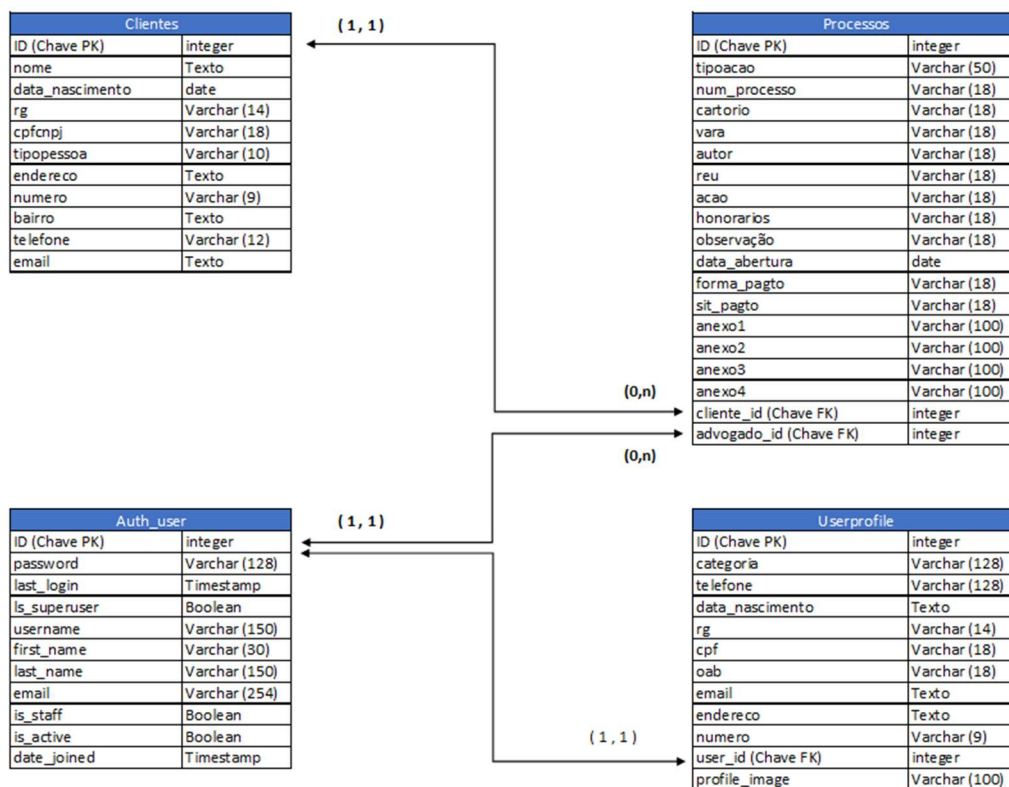 Clientes
ID (Chave PK) integer
nome Texto
data_nascimento date
rg Varchar (14)
cpfcnpj Varchar (18)
tipopessoa Varchar (10)
endereco Texto
numero Varchar (9)
bairro Texto
telefone Varchar (12)
email Texto
(1,1)
Processos
ID (Chave PK) integer
tipoacao Varchar (50)
num_processo Varchar (18)
cartorio Varchar (18)
vara Varchar (18)
autor Varchar (18)
reu Varchar (18)
acao Varchar (18)
honorarios Varchar (18)
observação Varchar (18)
data_abertura date
forma_pagto Varchar (18)
sit_pagto Varchar (18)
anexo1 Varchar (100)
anexo2 Varchar (100)
anexo3 Varchar (100)
anexo4 Varchar (100)
cliente_id (Chave FK) integer
advogado_id (Chave FK) integer
(0,n)
(0,n)
Auth_user
ID (Chave PK) integer
password Varchar (128)
last_login Timestamp
Is_superuser Boolean
username Varchar (150)
first_name Varchar (30)
last_name Varchar (150)
email Varchar (254)
is_staff Boolean
is_active Boolean
date_joined Timestamp
(1,1)
(1,1)
Userprofile
ID (Chave PK) integer
categoria Varchar (128)
telefone Varchar (128)
data_nascimento Texto
rg Varchar (14)
cpf Varchar (18)
oab Varchar (18)
email Texto
endereco Texto
numero Varchar (9)
user_id (Chave FK) integer
profile_image Varchar (100)